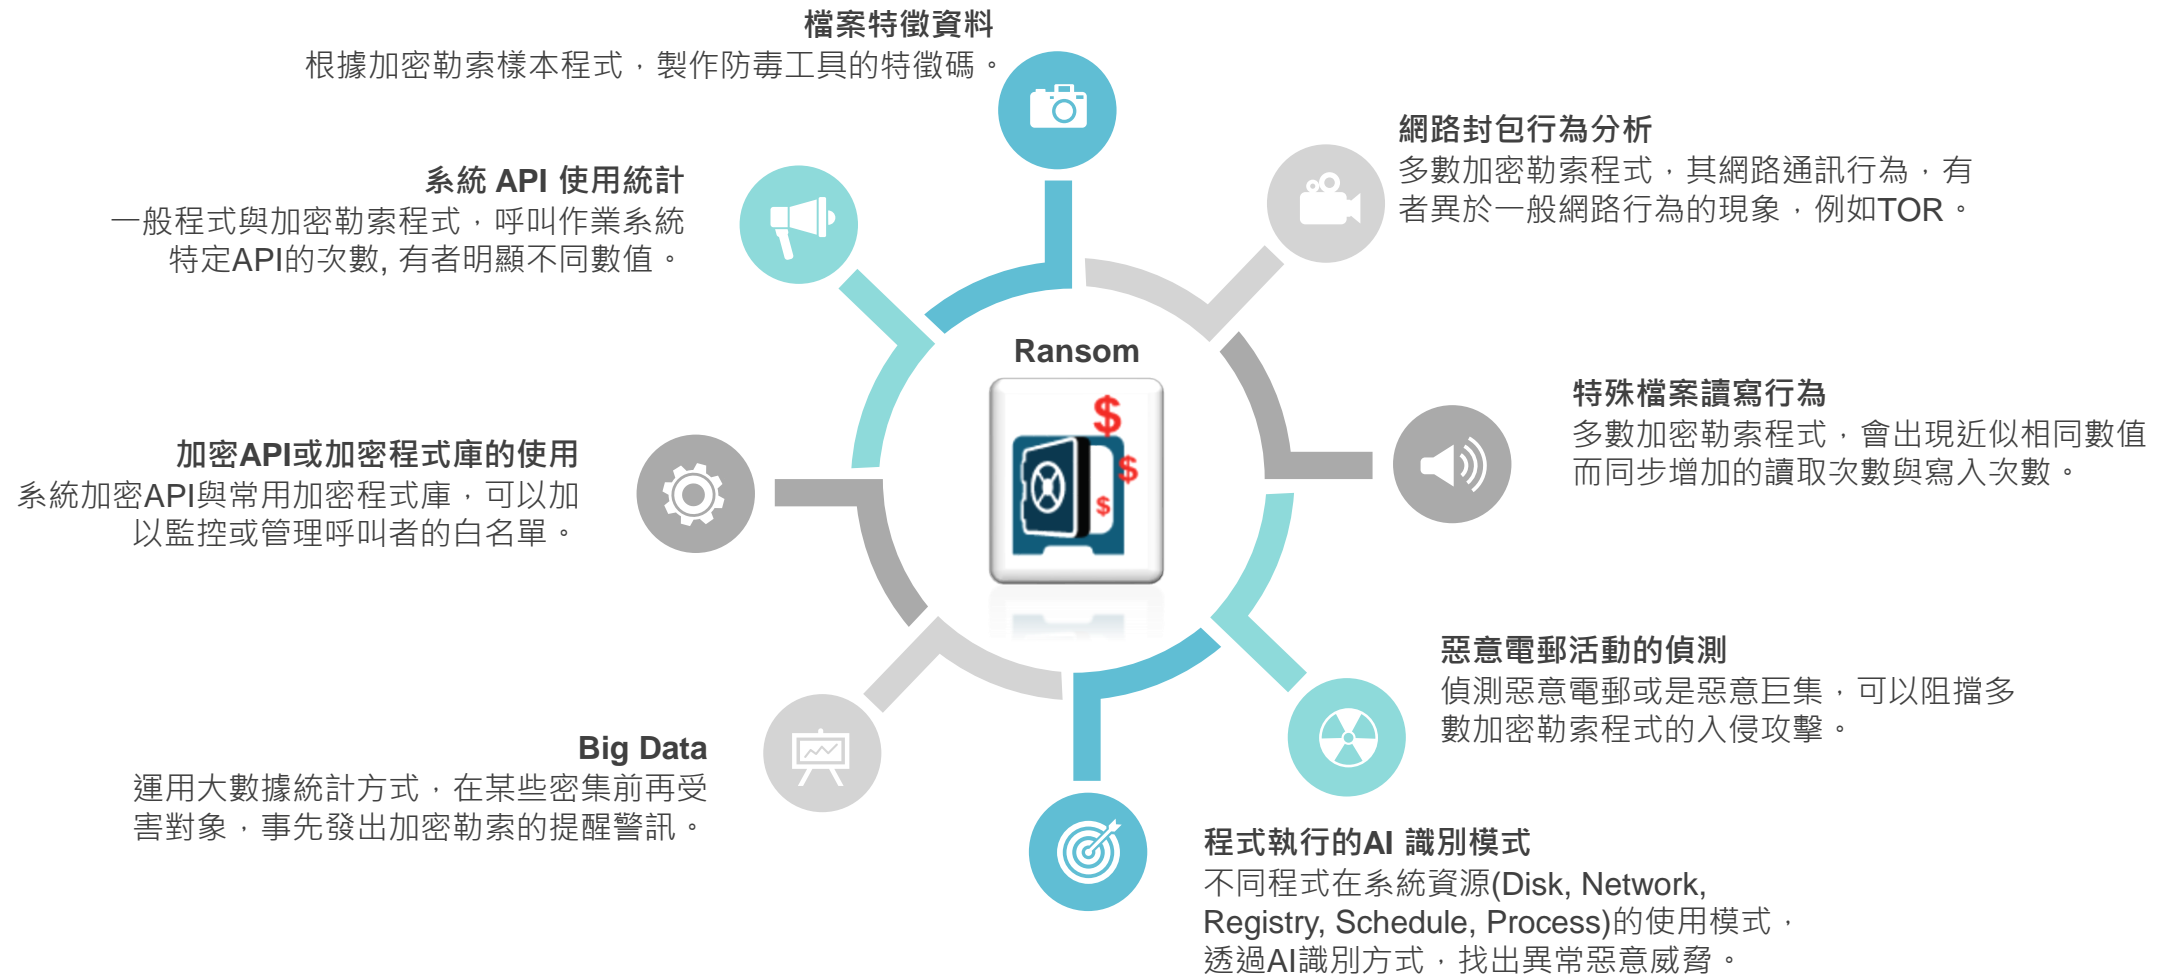 檔案特徵資料
根據加密勒索樣本程式，製作防毒工具的特徵碼。
網路封包行為分析
多數加密勒索程式，其網路通訊行為，有
者異於一般網路行為的現象，例如TOR。
系統 API 使用統計
一般程式與加密勒索程式，呼叫作業系統
特定API的次數, 有者明顯不同數值。
Ransom
$
$
$
特殊檔案讀寫行為
多數加密勒索程式，會出現近似相同數值
而同步增加的讀取次數與寫入次數。
加密API或加密程式庫的使用
系統加密API與常用加密程式庫，可以加
以監控或管理呼叫者的白名單。
惡意電郵活動的偵測
偵測惡意電郵或是惡意巨集，可以阻擋多
數加密勒索程式的入侵攻擊。
Big Data
運用大數據統計方式，在某些密集前再受
害對象，事先發出加密勒索的提醒警訊。
程式執行的AI 識別模式
不同程式在系統資源(Disk, Network,
Registry, Schedule, Process)的使用模式，
透過AI識別方式，找出異常惡意威脅。